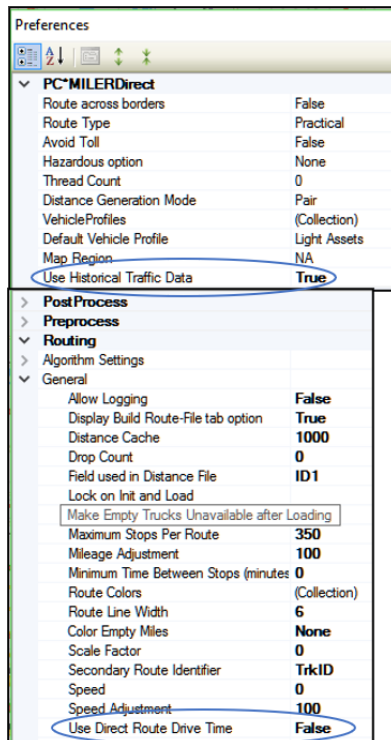 Preferences
PC*MILERDirect
Route across borders False
Route Type Practical
Avoid Toll False
Hazardous option None
Thread Count 0
Distance Generation Mode Pair
VehicleProfiles (Collection)
Default Vehicle Profile Light Assets
Map Region NA
Use Historical Traffic Data True
PostProcess
Preprocess
Routing
Algorithm Settings
General
Allow Logging False
Display Build Route-File tab option True
Distance Cache 1000
Drop Count 0
Field used in Distance File ID1
Lock on Init and Load
Make Empty Trucks Unavailable after Loading
Maximum Stops Per Route 350
Mileage Adjustment 100
Minimum Time Between Stops (minutes 0
Route Colors (Collection)
Route Line Width 6
Color Empty Miles None
Scale Factor 0
Secondary Route Identifier TrkID
Speed 0
Speed Adjustment 100
Use Direct Route Drive Time False